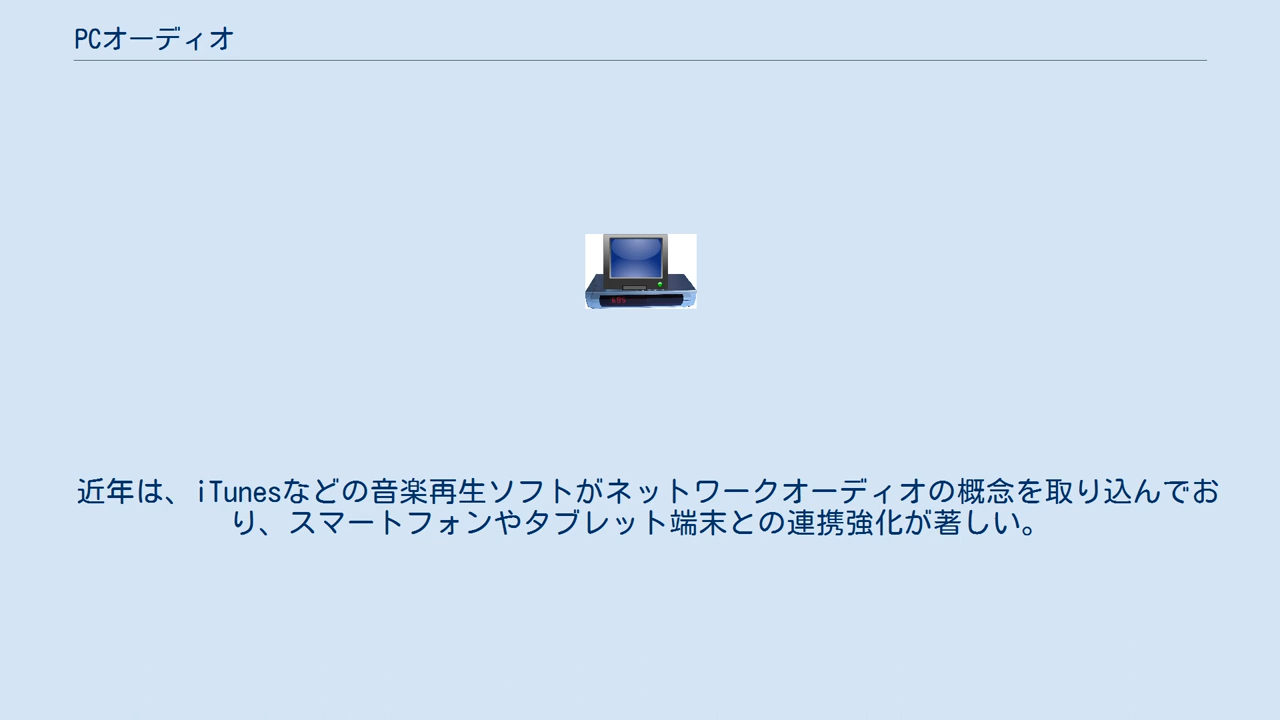 PCオーディオ
近年は、iTunesなどの音楽再生ソフトがネットワークオーディオの概念を取り込んでお
り、スマートフォンやタブレット端末との連携強化が著しい。